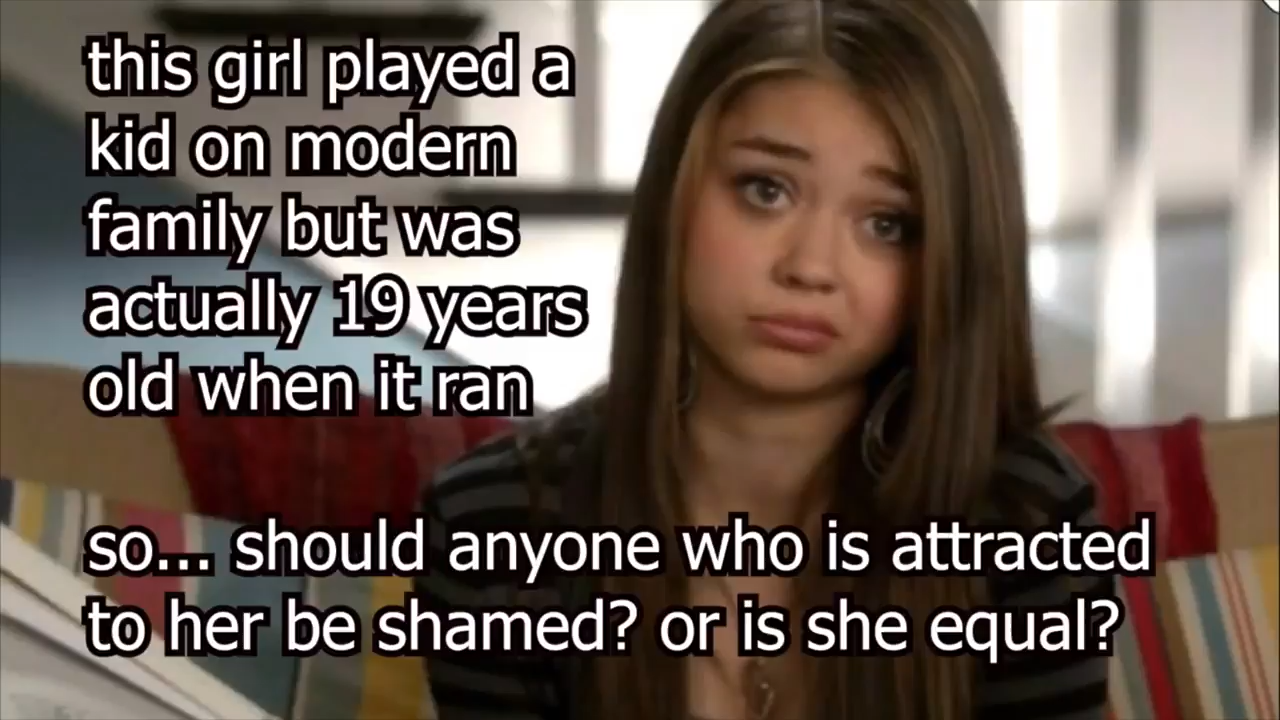 this girl played a
kid on modern
family but was
actually 19 years
old when it ran
so... should anyone who is attracted
to her be shamed? or is she equal?